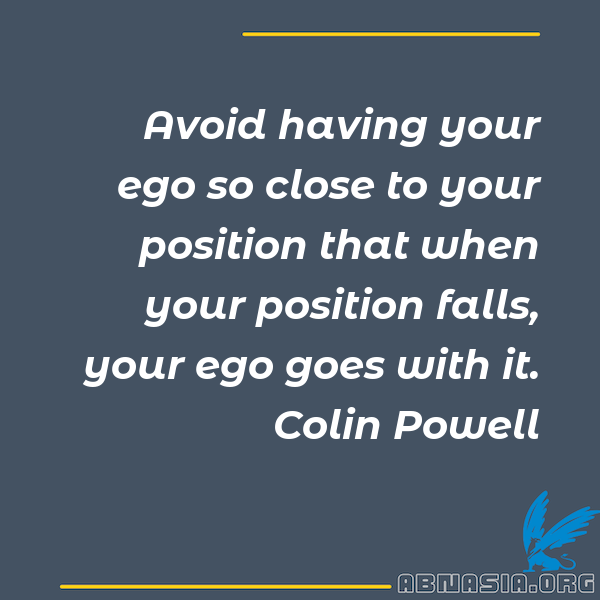 Avoid having your
ego so close to your
position that when
your position falls,
your ego goes with it.
Colin Powell
ABNASIA.ORG